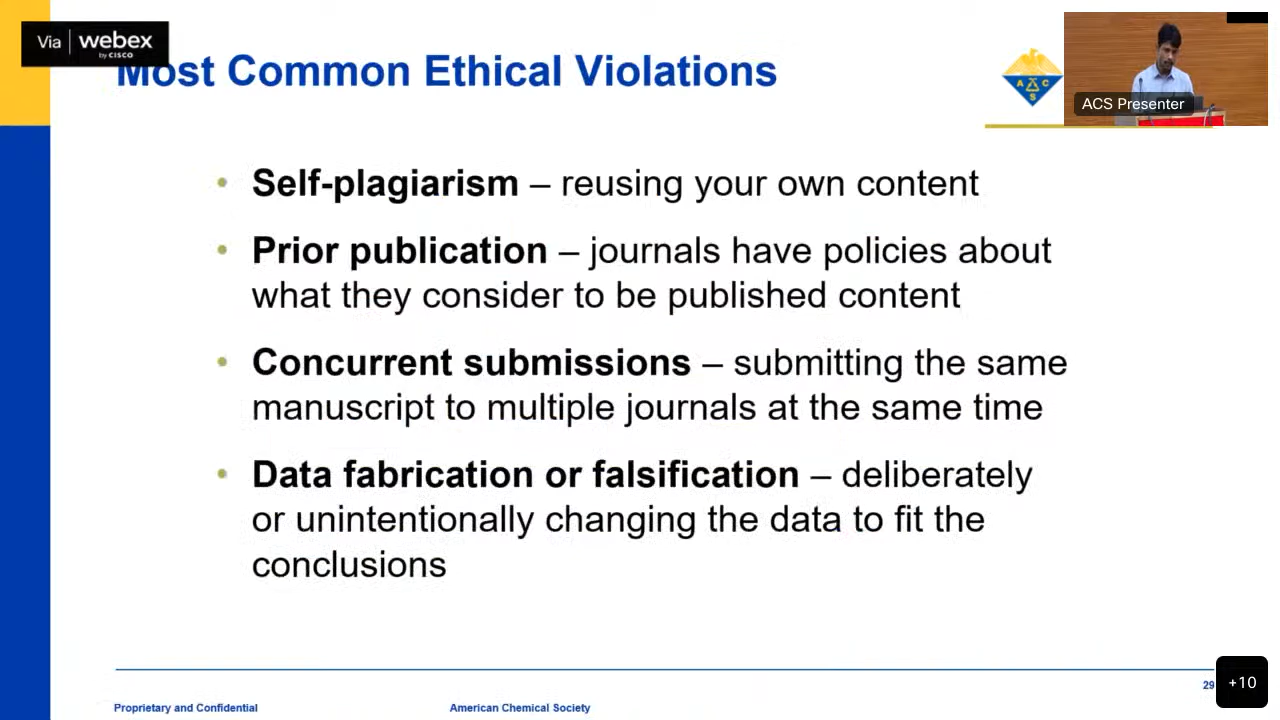 Via webex
by CISCO
Most Common Ethical Violations
A C
S
ACS Presenter
• Self-plagiarism – reusing your own content
• Prior publication – journals have policies about
what they consider to be published content
• Concurrent submissions – submitting the same
manuscript to multiple journals at the same time
• Data fabrication or falsification – deliberately
or unintentionally changing the data to fit the
conclusions
29
+10
Proprietary and Confidential
American Chemical Society